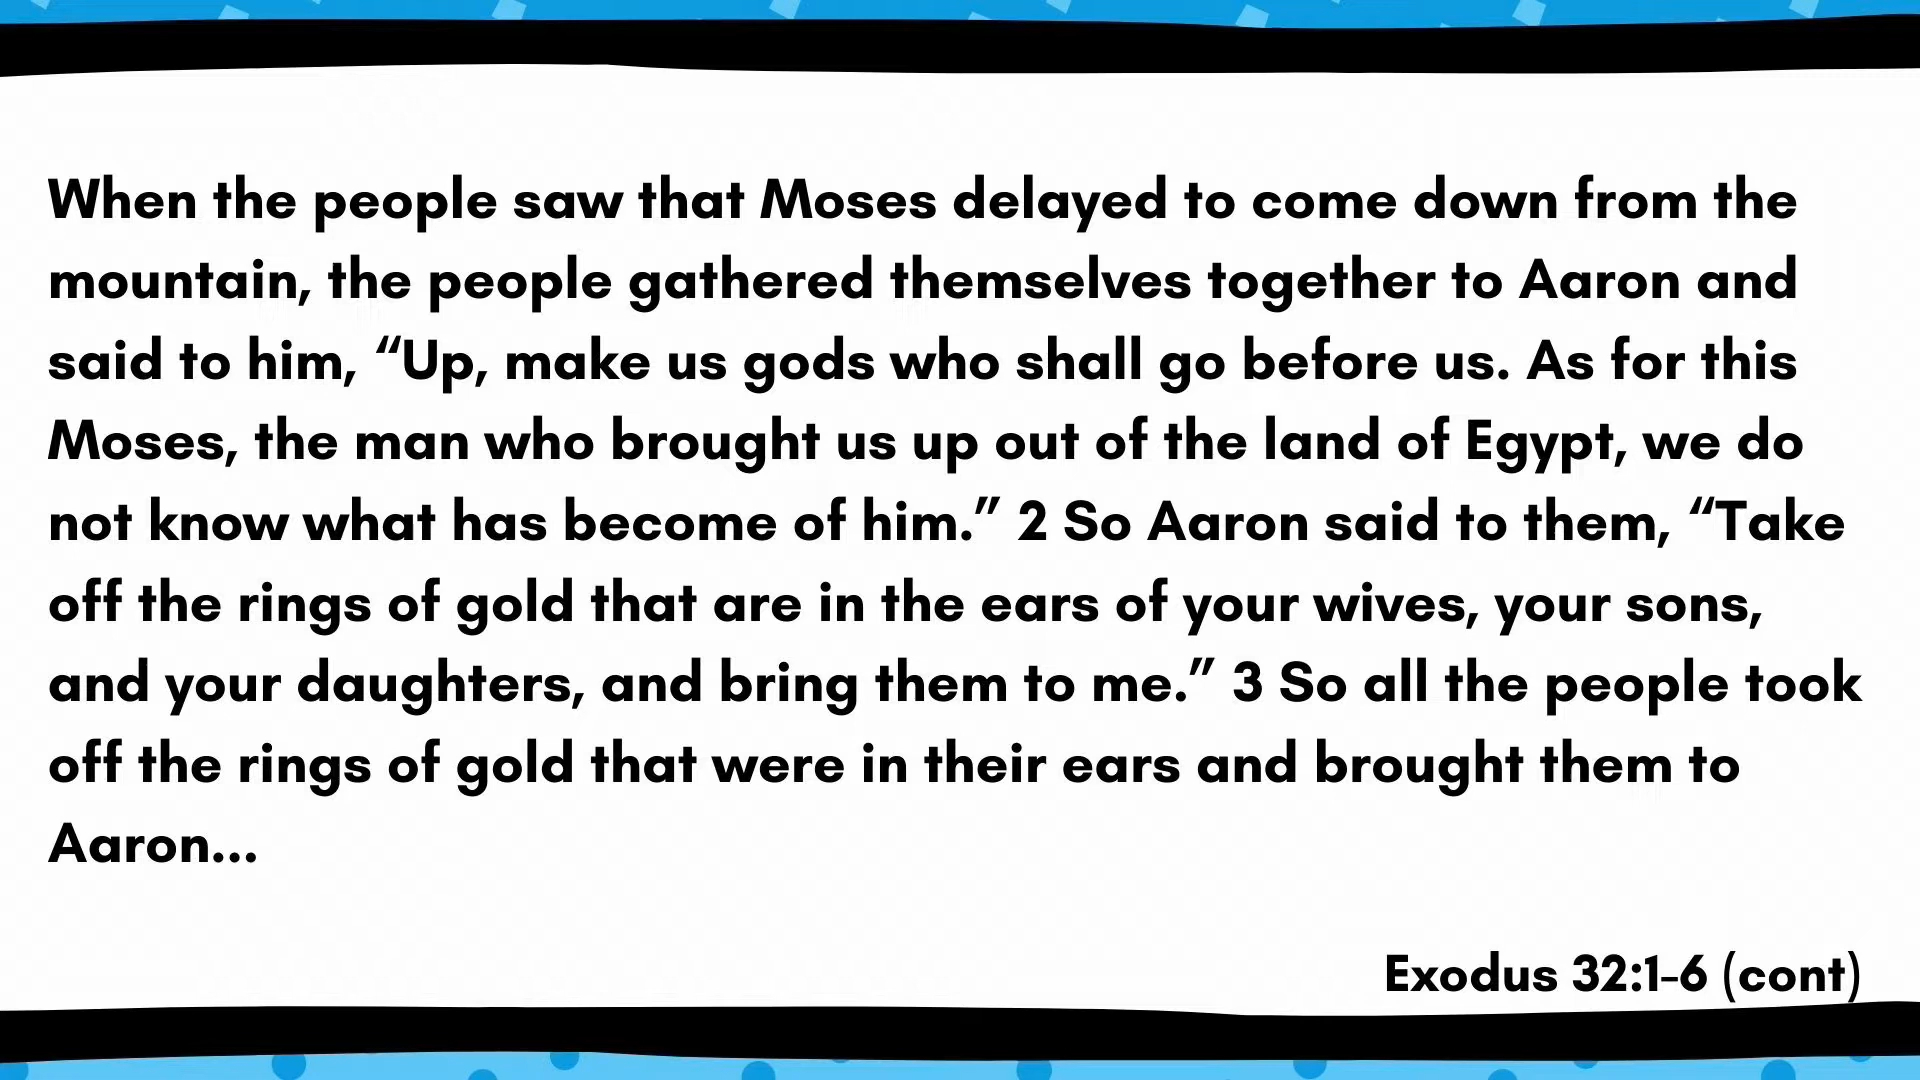 When the people saw that Moses delayed to come down from the
mountain, the people gathered themselves together to Aaron and
said to him, “Up, make us gods who shall go before us. As for this
Moses, the man who brought us up out of the land of Egypt, we do
not know what has become of him.” 2 So Aaron said to them, “Take
off the rings of gold that are in the ears of your wives, your sons,
and your daughters, and bring them to me.” 3 So all the people took
off the rings of gold that were in their ears and brought them to
Aaron...
Exodus 32:1-6 (cont)